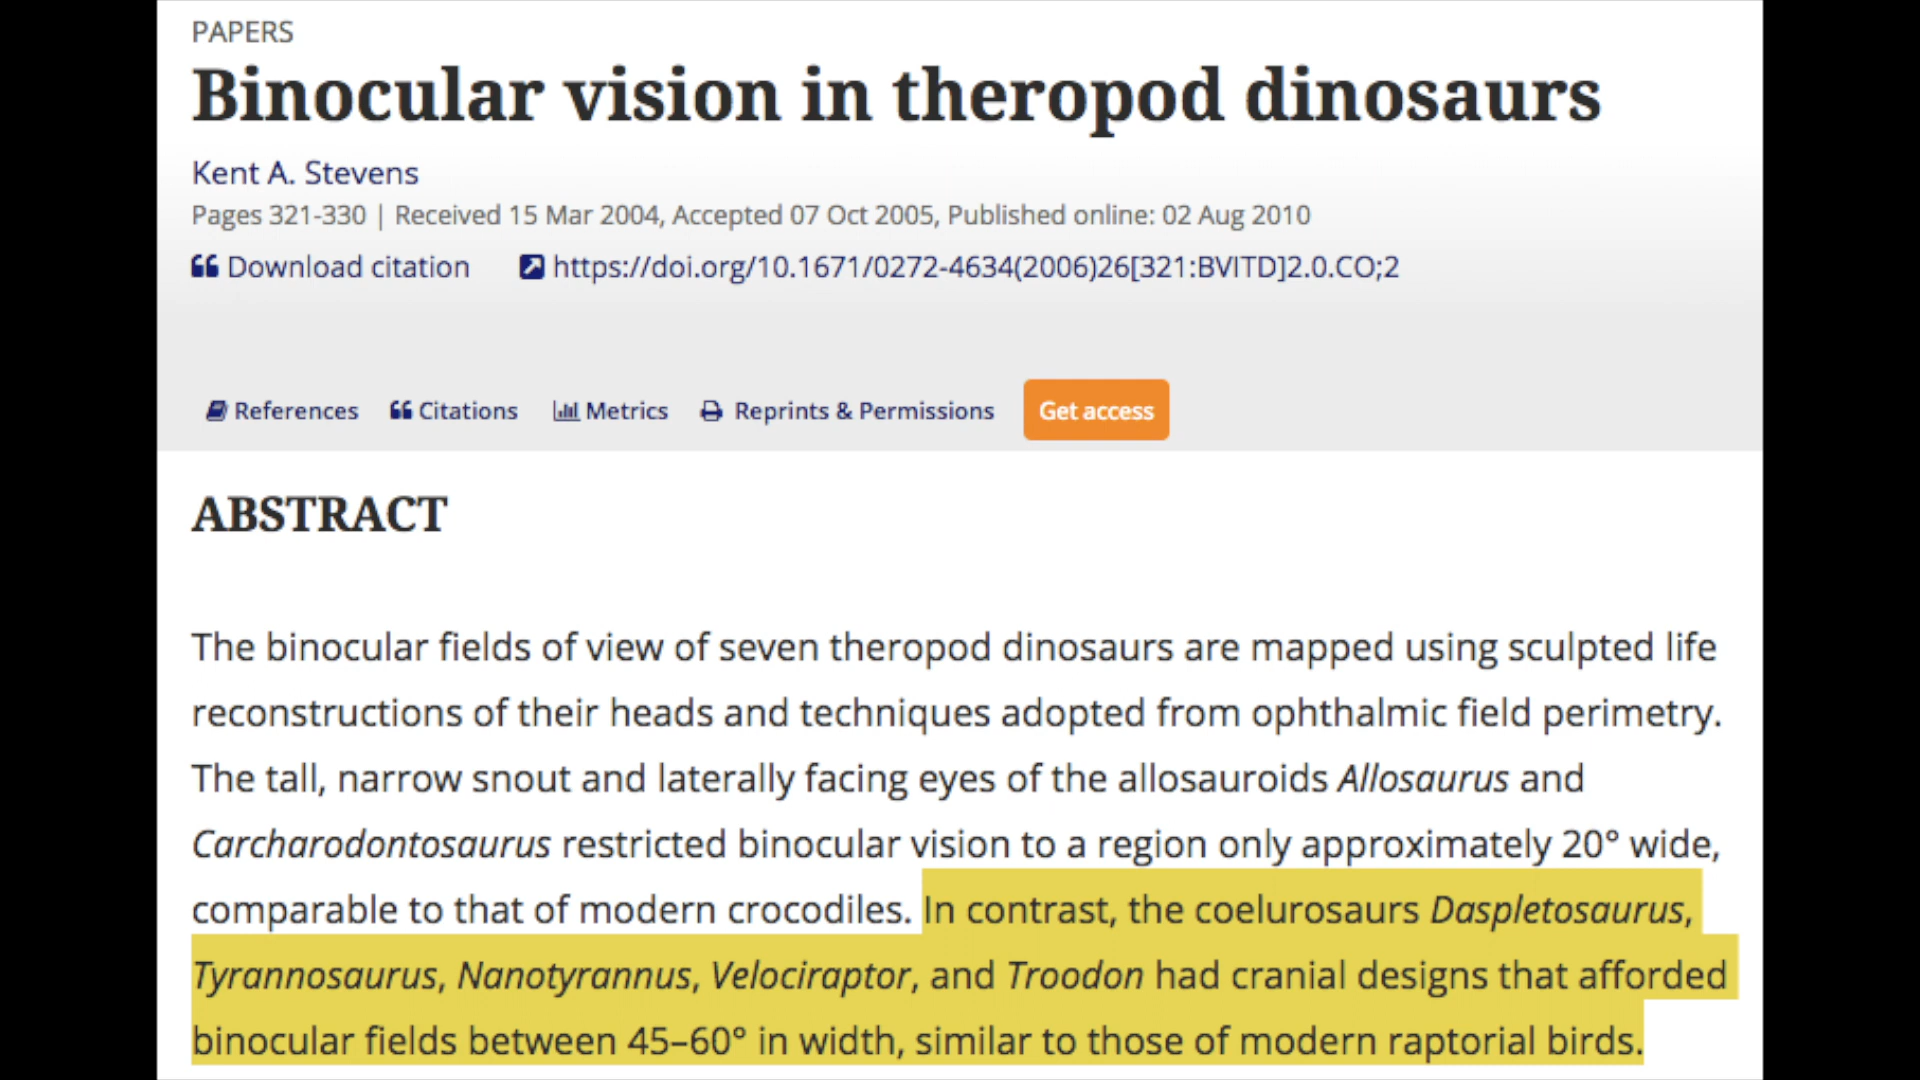 PAPERS
Binocular vision in theropod dinosaurs
Kent A. Stevens
Pages 321-330 | Received 15 Mar 2004, Accepted 07 Oct 2005, Published online: 02 Aug 2010
Download citation https://doi.org/10.1671/0272-4634(2006)26[321:BVITD]2.0.CO;2
References Citations Metrics Reprints & Permissions Get access
ABSTRACT
The binocular fields of view of seven theropod dinosaurs are mapped using sculpted life
reconstructions of their heads and techniques adopted from ophthalmic field perimetry.
The tall, narrow snout and laterally facing eyes of the allosauroids Allosaurus and
Carcharodontosaurus restricted binocular vision to a region only approximately 20° wide,
comparable to that of modern crocodiles. In contrast, the coelurosaurs Daspletosaurus,
Tyrannosaurus, Nanotyrannus, Velociraptor, and Troodon had cranial designs that afforded
binocular fields between 45–60° in width, similar to those of modern raptorial birds.